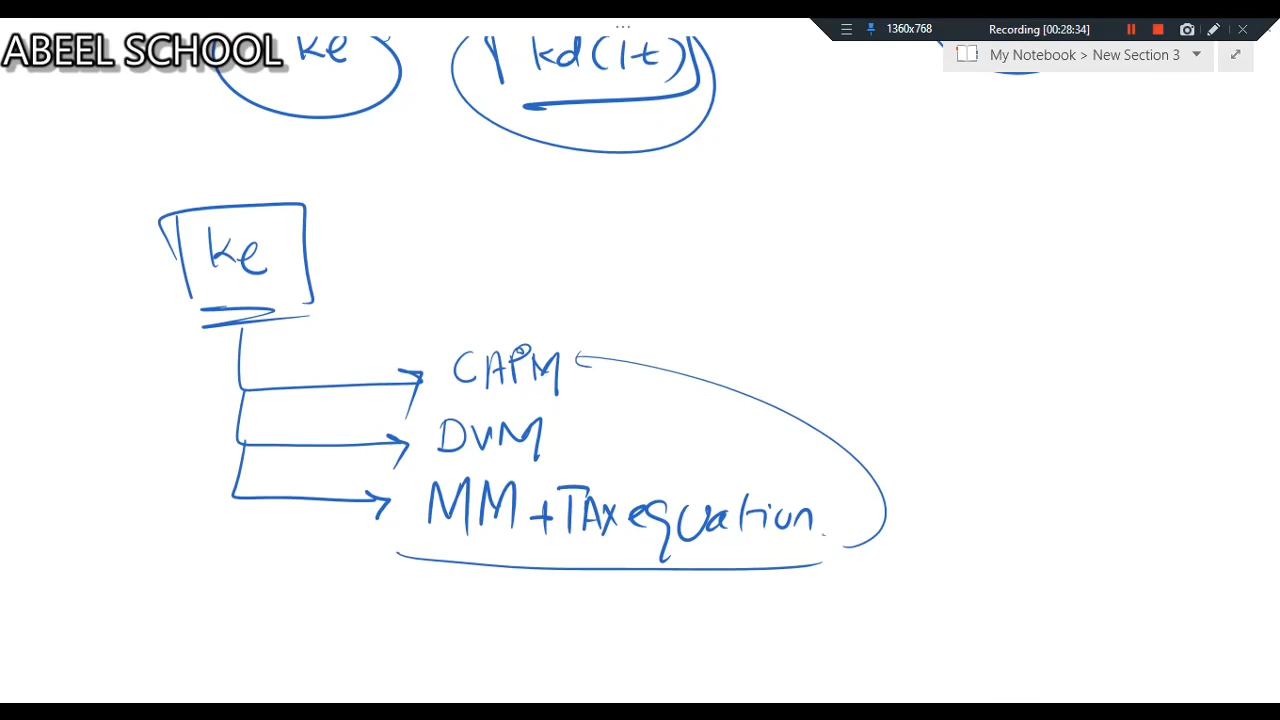 ABEEL SCHOOL
ke
kd(1t)
1360x768
Recording [00:28:34]
My Notebook > New Section 3
ke
CAPM
DVM
MM + TAx equation